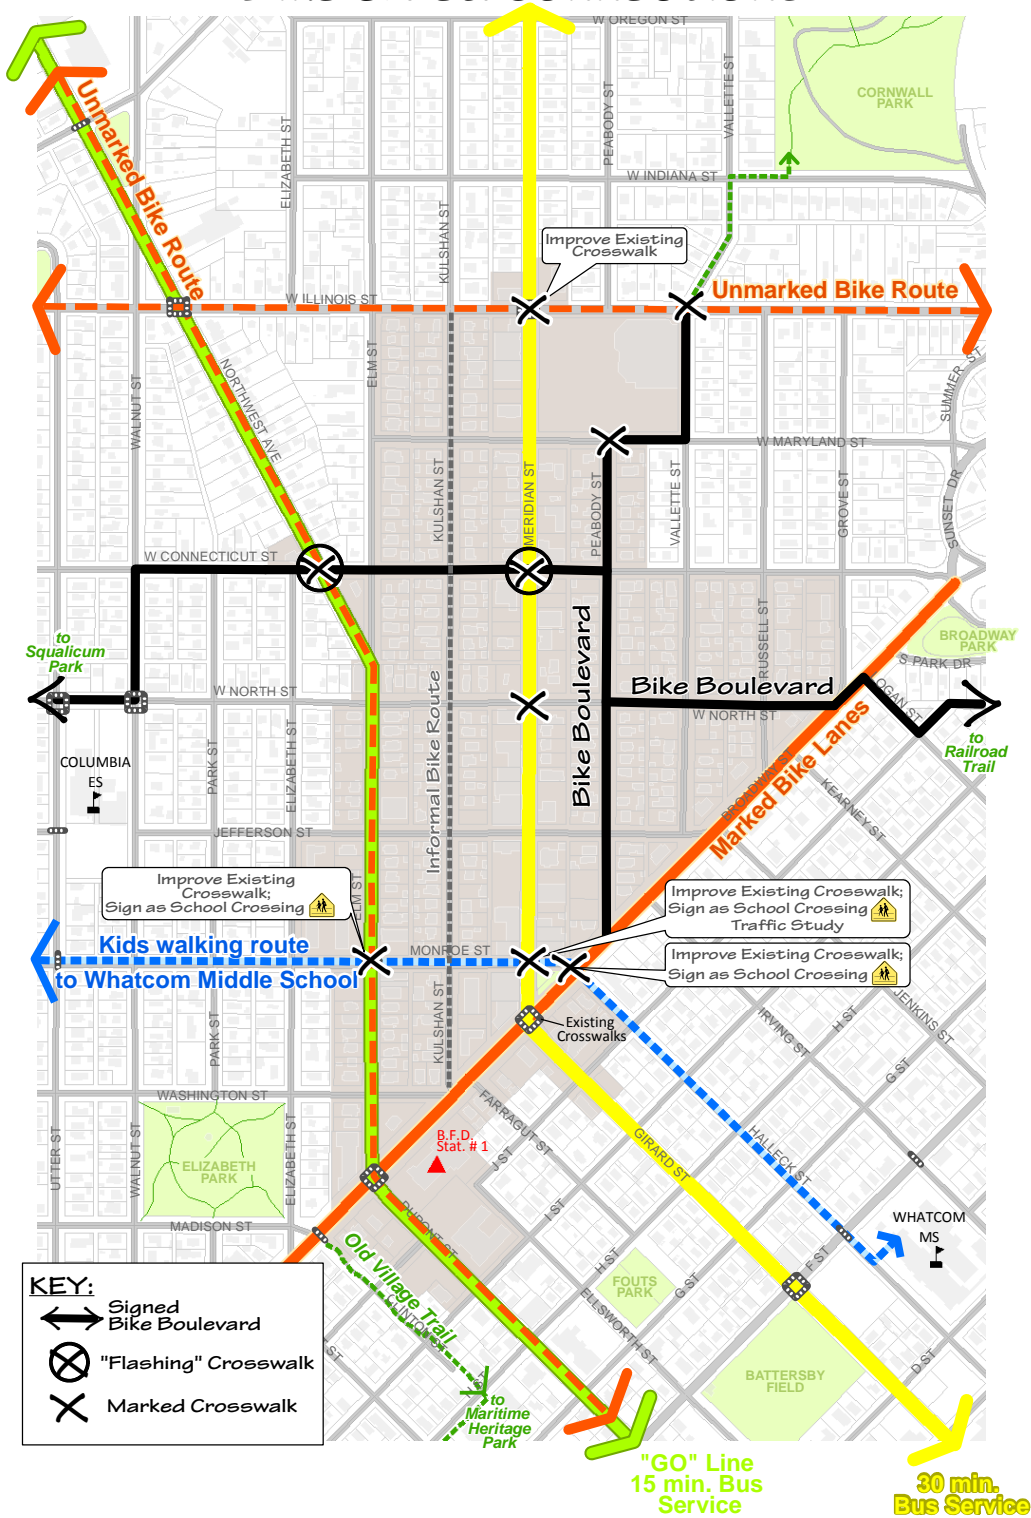 W OREGON ST
CORNWALL
PARK
PEABODY ST
VALLETTE ST
ELIZABETH ST
Unmarked Bike Route
W INDIANA ST
KULSHAN ST
Improve Existing
Crosswalk
W ILLINOIS ST
Unmarked Bike Route
ELM ST
NORTHWEST AVE
WALNUT ST
SUMMER ST
W MARYLAND ST
KULSHAN ST
MERIDIAN ST
PEABODY ST
VALLETTE ST
GROVE ST
SUNSET DR
W CONNECTICUT ST
to
Squalicum
Park
Bike Boulevard
RUSSELL ST
BROADWAY
PARK
S PARK DR
W NORTH ST
Informal Bike Route
Bike Boulevard
W NORTH ST
OGAN ST
to
Railroad
Trail
COLUMBIA
ES
PARK ST
ELIZABETH ST
BROADWAY ST
Marked Bike Lanes
KEARNEY ST
JEFFERSON ST
Improve Existing
Crosswalk;
Sign as School Crossing
ELM ST
Improve Existing Crosswalk;
Sign as School Crossing
Traffic Study
Kids walking route
to Whatcom Middle School
MONROE ST
Improve Existing Crosswalk;
Sign as School Crossing
KULSHAN ST
PARK ST
Existing
Crosswalks
IRVING ST
H ST
JENKINS ST
G ST
WASHINGTON ST
FARRAGUT ST
B.F.D.
Stat. # 1
J ST
GIRARD ST
HALLECK ST
UTTER ST
WALNUT ST
ELIZABETH
PARK
ELIZABETH ST
I ST
MADISON ST
DUPONT ST
WHATCOM
MS
F ST
H ST
FOUTS
PARK
G ST
ELLSWORTH ST
Old Village Trail
CLINTON ST
KEY:
Signed
Bike Boulevard
"Flashing" Crosswalk
Marked Crosswalk
ST
ST
D ST
BATTERSBY
FIELD
to
Maritime
Heritage
Park
"GO" Line
15 min. Bus
Service
30 min.
Bus Service